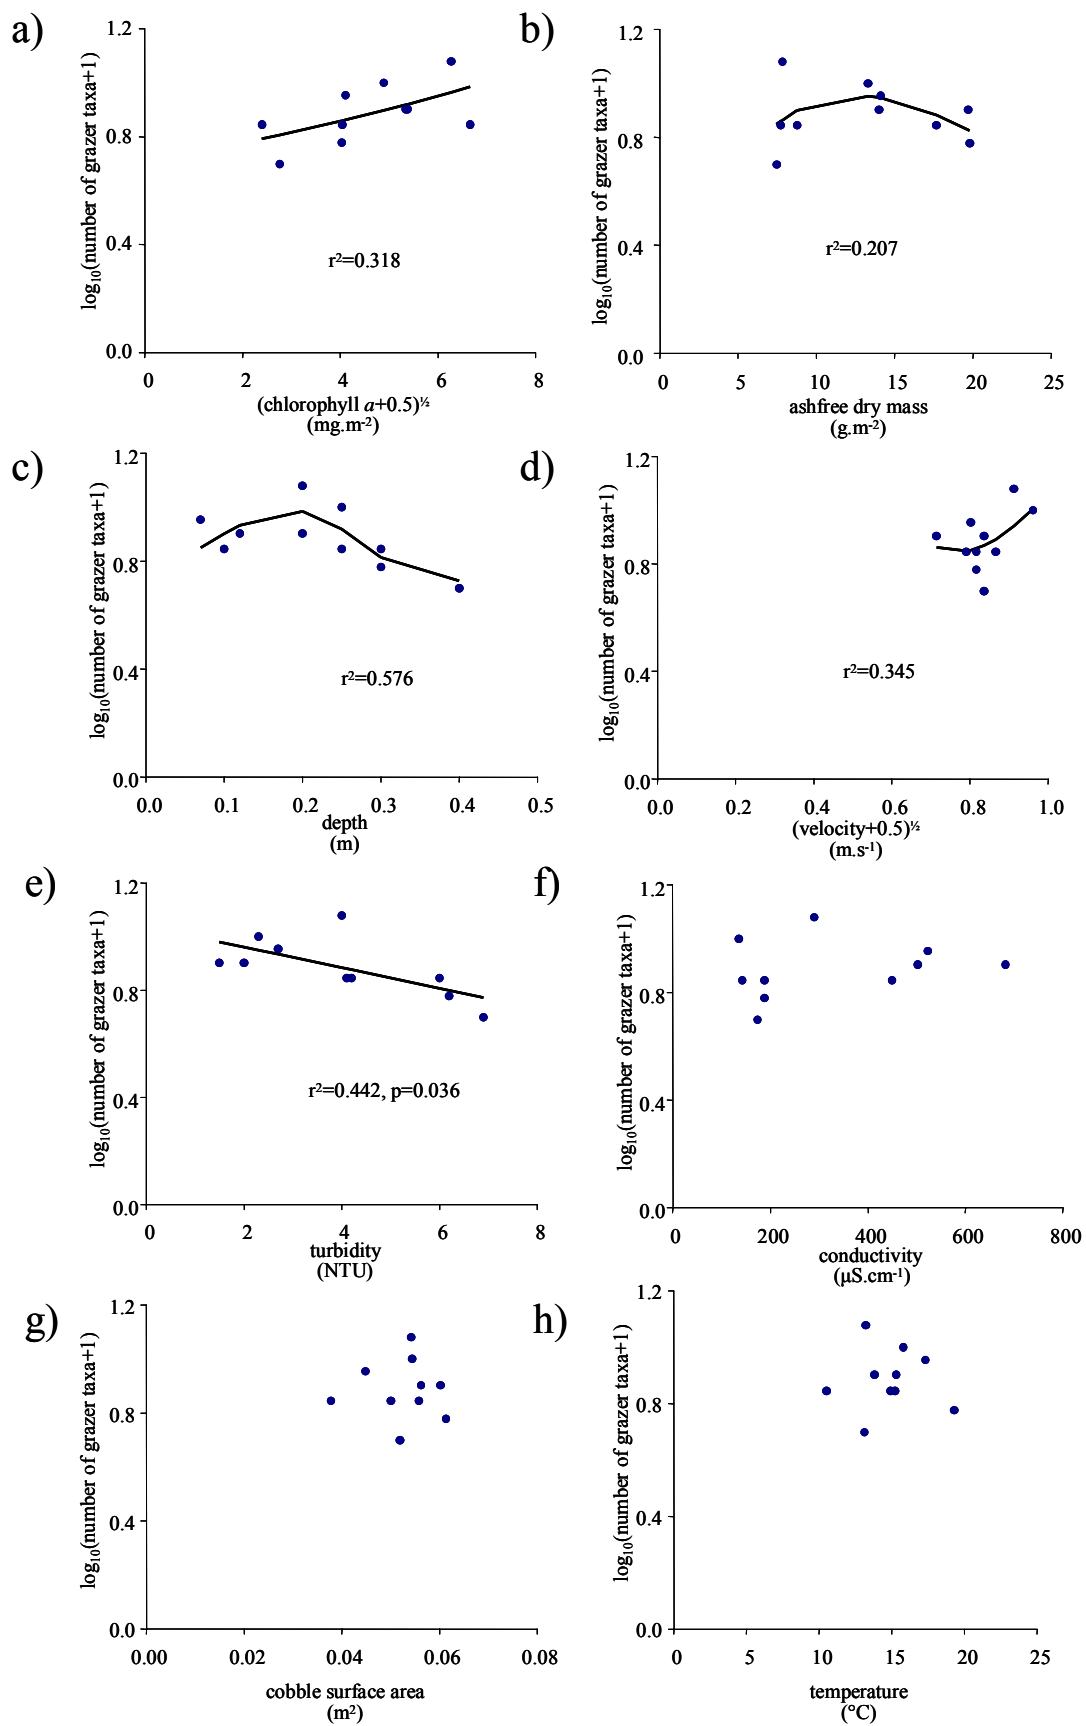 a)
log₁₀(number of grazer taxa+1)
1.2
0.8
0.4
0.0
r²=0.318
0 2 4 6 8
(chlorophyll a+0.5)^½
(mg.m⁻²)
b)
log₁₀(number of grazer taxa+1)
1.2
0.8
0.4
0.0
r²=0.207
0 5 10 15 20 25
ashfree dry mass
(g.m⁻²)
c)
log₁₀(number of grazer taxa+1)
1.2
0.8
0.4
0.0
r²=0.576
0.0 0.1 0.2 0.3 0.4 0.5
depth
(m)
d)
log₁₀(number of grazer taxa+1)
1.2
0.8
0.4
0.0
r²=0.345
0.0 0.2 0.4 0.6 0.8 1.0
(velocity+0.5)^½
(m.s⁻¹)
e)
log₁₀(number of grazer taxa+1)
1.2
0.8
0.4
0.0
r²=0.442, p=0.036
0 2 4 6 8
turbidity
(NTU)
f)
log₁₀(number of grazer taxa+1)
1.2
0.8
0.4
0.0
0 200 400 600 800
conductivity
(µS.cm⁻¹)
g)
log₁₀(number of grazer taxa+1)
1.2
0.8
0.4
0.0
0.00 0.02 0.04 0.06 0.08
cobble surface area
(m²)
h)
log₁₀(number of grazer taxa+1)
1.2
0.8
0.4
0.0
0 5 10 15 20 25
temperature
(°C)